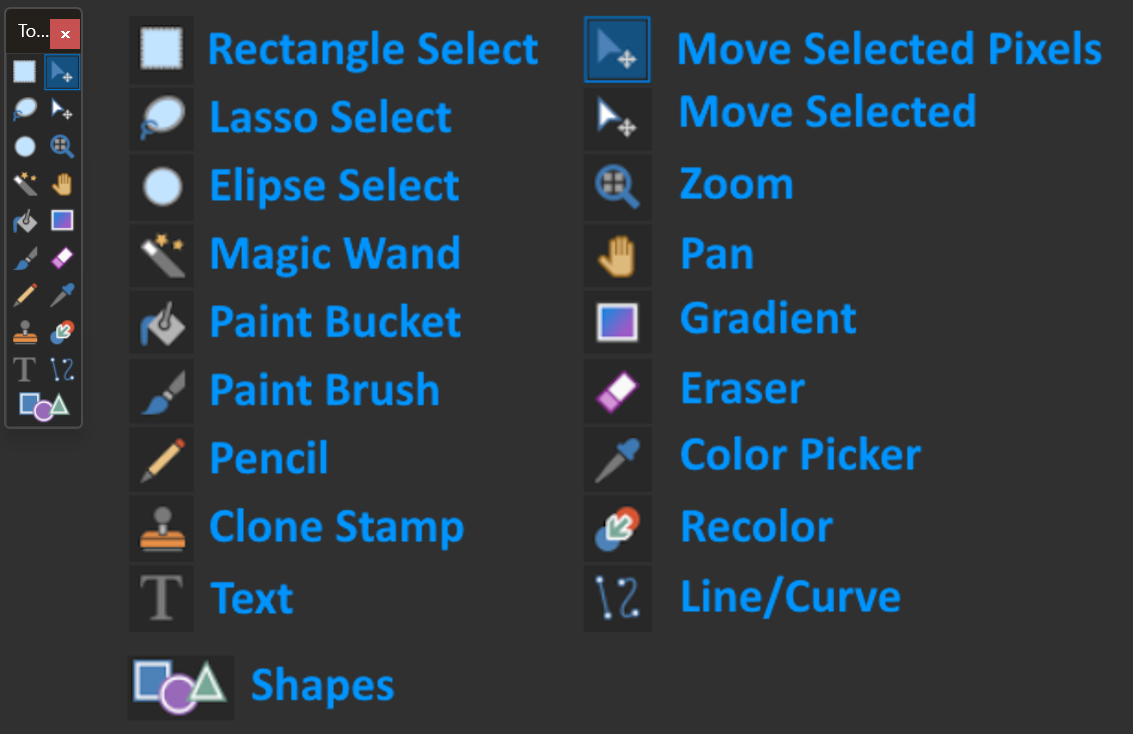 To...
Rectangle Select
Move Selected Pixels
Lasso Select
Move Selected
Elipse Select
Zoom
Magic Wand
Pan
Paint Bucket
Gradient
Paint Brush
Eraser
Pencil
Color Picker
Clone Stamp
Recolor
Text
Line/Curve
Shapes